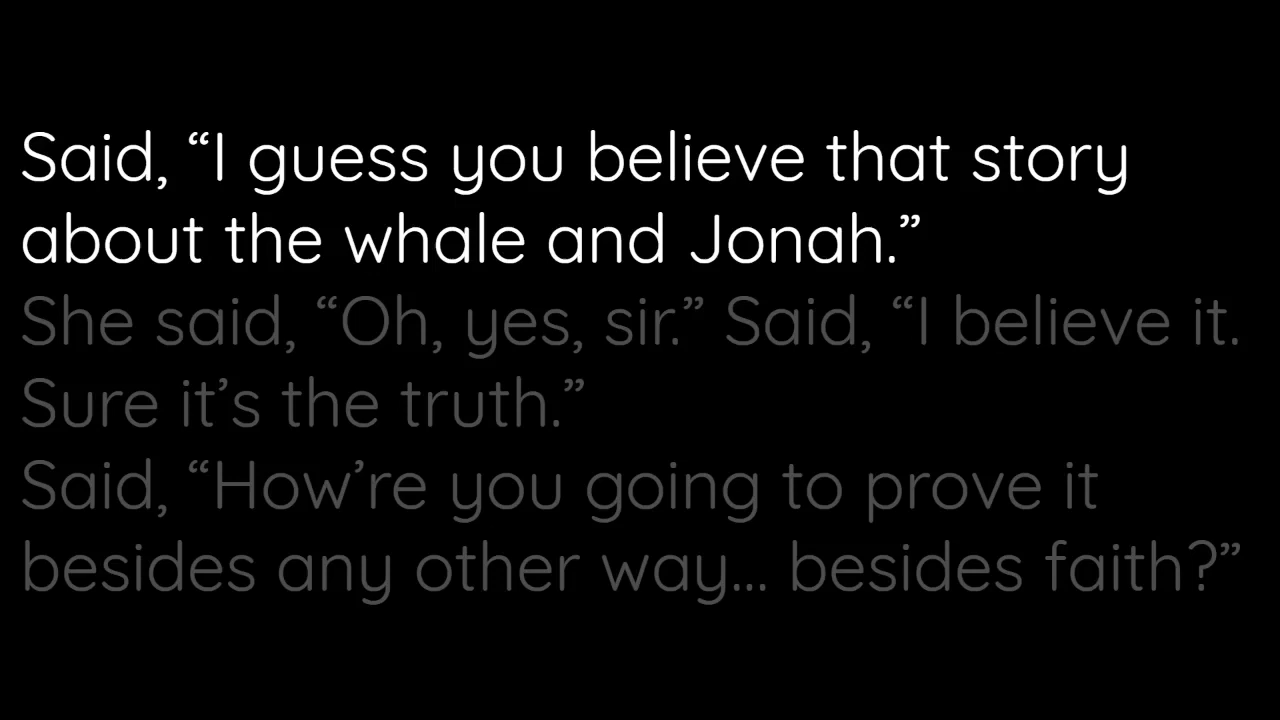 Said, “I guess you believe that story
about the whale and Jonah.”
She said, “Oh, yes, sir.” Said, “I believe it.
Sure it’s the truth.”
Said, “How’re you going to prove it
besides any other way... besides faith?”